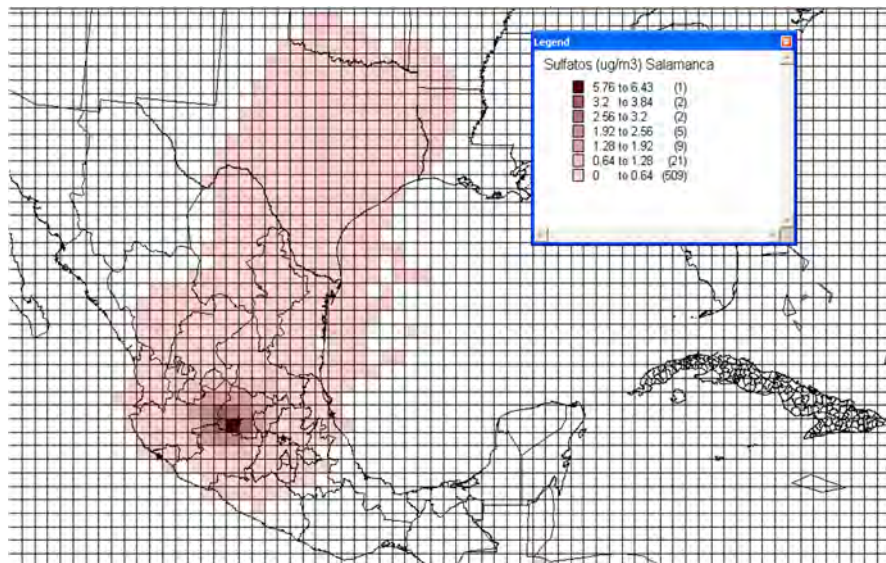 Legend
Sulfatos (ug/m3) Salamanca
5.76 to 6.43 (1)
3.2 to 3.84 (2)
2.56 to 3.2 (2)
1.92 to 2.56 (5)
1.28 to 1.92 (9)
0.64 to 1.28 (21)
0 to 0.64 (509)